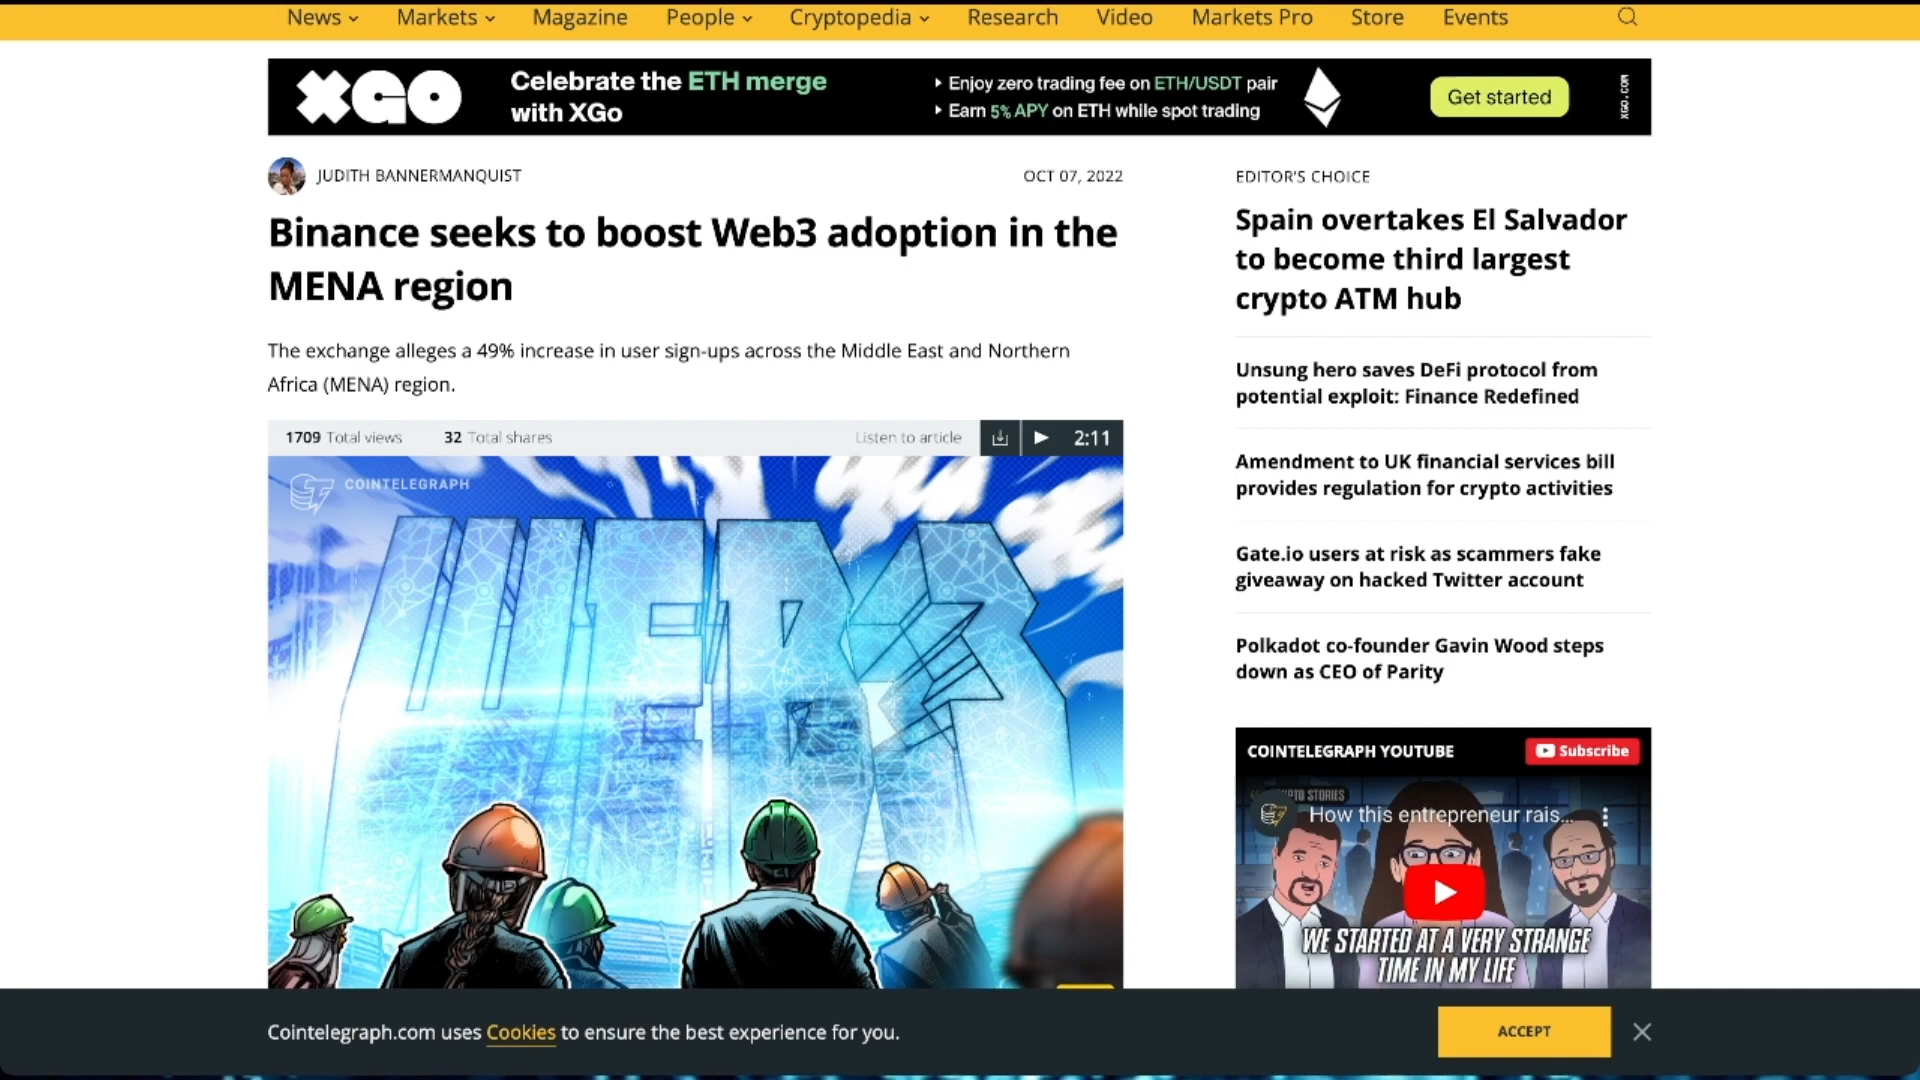 News
Markets
Magazine
People
Cryptopedia
Research
Video
Markets Pro
Store
Events
XGO
Celebrate the ETH merge
with XGo
Enjoy zero trading fee on ETH/USDT pair
Earn 5% APY on ETH while spot trading
Get started
XGO.COM
JUDITH BANNERMANQUIST
OCT 07, 2022
Binance seeks to boost Web3 adoption in the
MENA region
The exchange alleges a 49% increase in user sign-ups across the Middle East and Northern
Africa (MENA) region.
1709 Total views
32 Total shares
Listen to article
2:11
COINTELEGRAPH
WEB3
EDITOR'S CHOICE
Spain overtakes El Salvador
to become third largest
crypto ATM hub
Unsung hero saves DeFi protocol from
potential exploit: Finance Redefined
Amendment to UK financial services bill
provides regulation for crypto activities
Gate.io users at risk as scammers fake
giveaway on hacked Twitter account
Polkadot co-founder Gavin Wood steps
down as CEO of Parity
COINTELEGRAPH YOUTUBE
Subscribe
STORIES
How this entrepreneur rais...
WE STARTED AT A VERY STRANGE
TIME IN MY LIFE
Cointelegraph.com uses Cookies to ensure the best experience for you.
ACCEPT